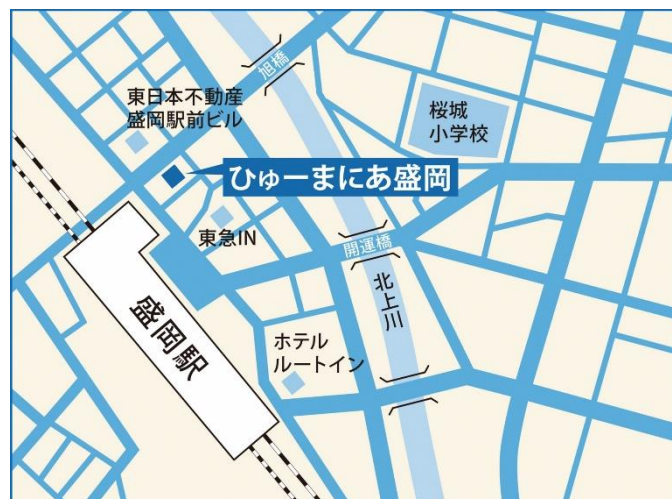 旭橋
東日本不動産
盛岡駅前ビル
桜城
小学校
ひゅーまにあ盛岡
東急IN
開運橋
北上川
盛岡駅
ホテル
ルートイン